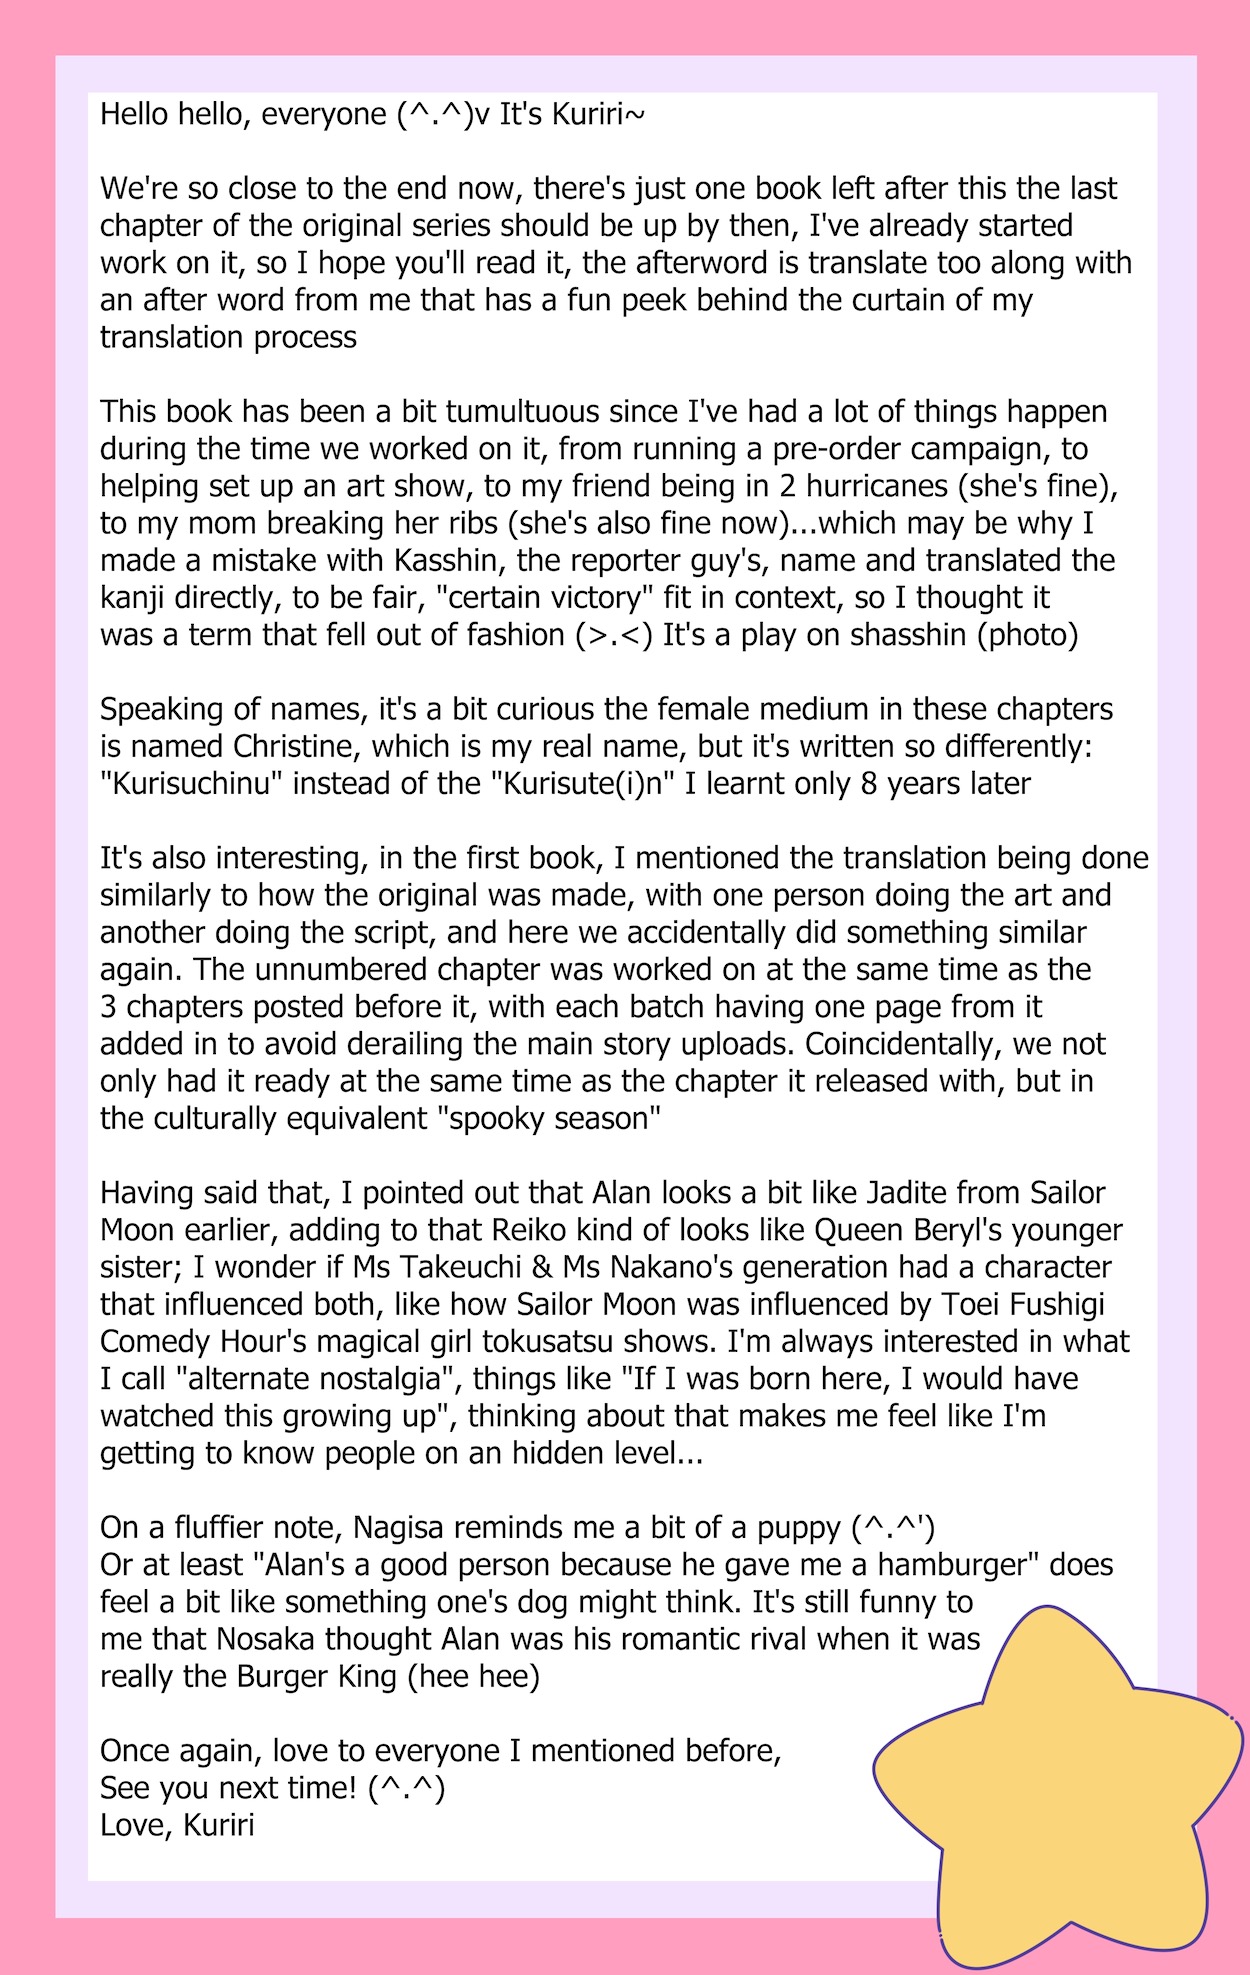 Hello hello, everyone (^.^)v It's Kuriri~
We're so close to the end now, there's just one book left after this the last
chapter of the original series should be up by then, I've already started
work on it, so I hope you'll read it, the afterword is translate too along with
an after word from me that has a fun peek behind the curtain of my
translation process
This book has been a bit tumultuous since I've had a lot of things happen
during the time we worked on it, from running a pre-order campaign, to
helping set up an art show, to my friend being in 2 hurricanes (she's fine),
to my mom breaking her ribs (she's also fine now)...which may be why I
made a mistake with Kasshin, the reporter guy's, name and translated the
kanji directly, to be fair, "certain victory" fit in context, so I thought it
was a term that fell out of fashion (>.<) It's a play on shasshin (photo)
Speaking of names, it's a bit curious the female medium in these chapters
is named Christine, which is my real name, but it's written so differently:
"Kurisuchinu" instead of the "Kurisute(i)n" I learnt only 8 years later
It's also interesting, in the first book, I mentioned the translation being done
similarly to how the original was made, with one person doing the art and
another doing the script, and here we accidentally did something similar
again. The unnumbered chapter was worked on at the same time as the
3 chapters posted before it, with each batch having one page from it
added in to avoid derailing the main story uploads. Coincidentally, we not
only had it ready at the same time as the chapter it released with, but in
the culturally equivalent "spooky season"
Having said that, I pointed out that Alan looks a bit like Jadite from Sailor
Moon earlier, adding to that Reiko kind of looks like Queen Beryl's younger
sister; I wonder if Ms Takeuchi & Ms Nakano's generation had a character
that influenced both, like how Sailor Moon was influenced by Toei Fushigi
Comedy Hour's magical girl tokusatsu shows. I'm always interested in what
I call "alternate nostalgia", things like "If I was born here, I would have
watched this growing up", thinking about that makes me feel like I'm
getting to know people on an hidden level...
On a fluffier note, Nagisa reminds me a bit of a puppy (^.^')
Or at least "Alan's a good person because he gave me a hamburger" does
feel a bit like something one's dog might think. It's still funny to
me that Nosaka thought Alan was his romantic rival when it was
really the Burger King (hee hee)
Once again, love to everyone I mentioned before,
See you next time! (^.^)
Love, Kuriri